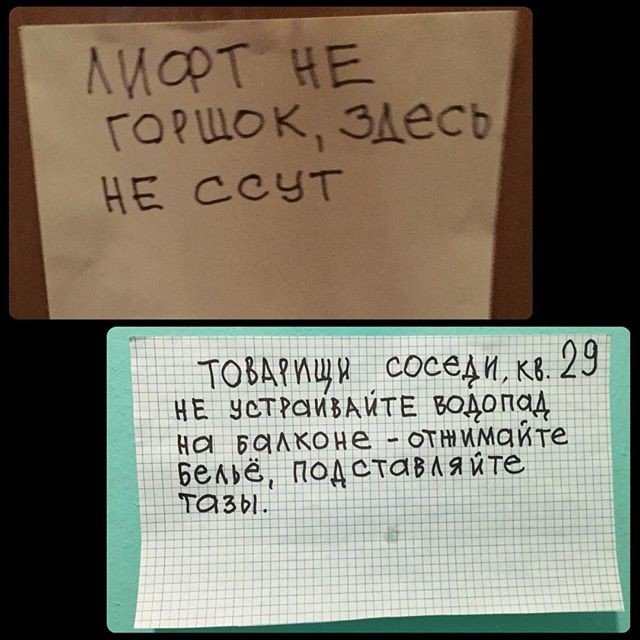 ЛИФТ НЕ
ГОРШОК, ЗДЕСЬ
НЕ ССУТ
ТОВАРИЩИ СОСЕДИ, КВ. 29
НЕ УСТРАИВАЙТЕ ВОДОПАД
НА БАЛКОНЕ - ОТЖИМАЙТЕ
БЕЛЬЁ, ПОДСТАВЛЯЙТЕ
ТАЗЫ.